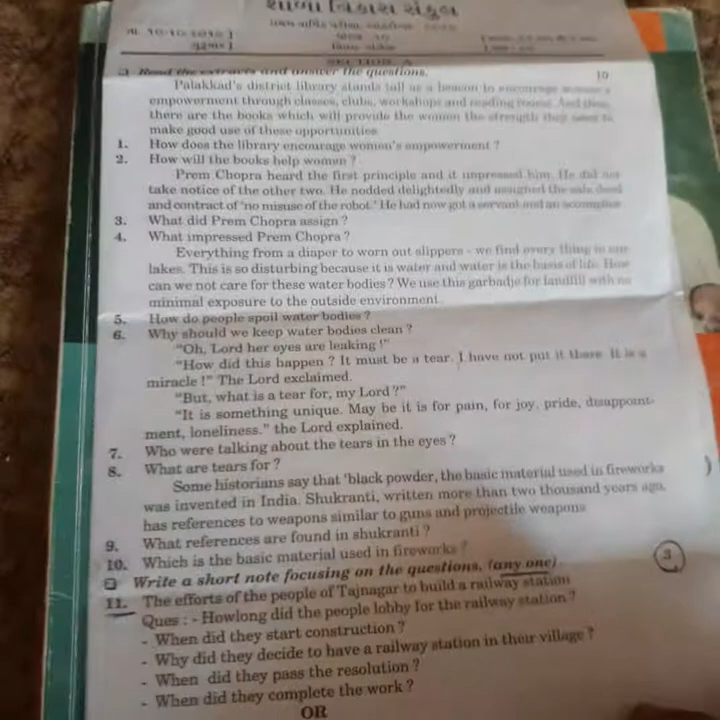 શાળા વિકાસ સંકુલ
SECTION A
❑ Read the extracts and answer the questions. 10
Palakkad's district library stands tall as a beacon to encourage women's
empowerment through classes, clubs, workshops and reading rooms. And then,
there are the books which will provide the women the strength they need to
make good use of these opportunities
1. How does the library encourage women's empowerment ?
2. How will the books help women ?
Prem Chopra heard the first principle and it impressed him. He did not
take notice of the other two. He nodded delightedly and assigned the sale deed
and contract of 'no misuse of the robot.' He had now got a servant and an accomplice
3. What did Prem Chopra assign ?
4. What impressed Prem Chopra ?
Everything from a diaper to worn out slippers - we find every thing in our
lakes. This is so disturbing because it is water and water is the basis of life. How
can we not care for these water bodies ? We use this garbadje for landfill with no
minimal exposure to the outside environment.
5. How do people spoil water bodies ?
6. Why should we keep water bodies clean ?
"Oh, Lord her eyes are leaking !"
"How did this happen ? It must be a tear. I have not put it there. It is a
miracle !" The Lord exclaimed.
"But, what is a tear for, my Lord ?"
"It is something unique. May be it is for pain, for joy, pride, disappoint-
ment, loneliness." the Lord explained.
7. Who were talking about the tears in the eyes ?
8. What are tears for ?
Some historians say that 'black powder, the basic material used in fireworks
was invented in India. Shukranti, written more than two thousand years ago,
has references to weapons similar to guns and projectile weapons
9. What references are found in shukranti ?
10. Which is the basic material used in fireworks ?
❑ Write a short note focusing on the questions. (any one) 3
11. The efforts of the people of Tajnagar to build a railway station
Ques : - Howlong did the people lobby for the railway station ?
- When did they start construction ?
- Why did they decide to have a railway station in their village ?
- When did they pass the resolution ?
- When did they complete the work ?
OR